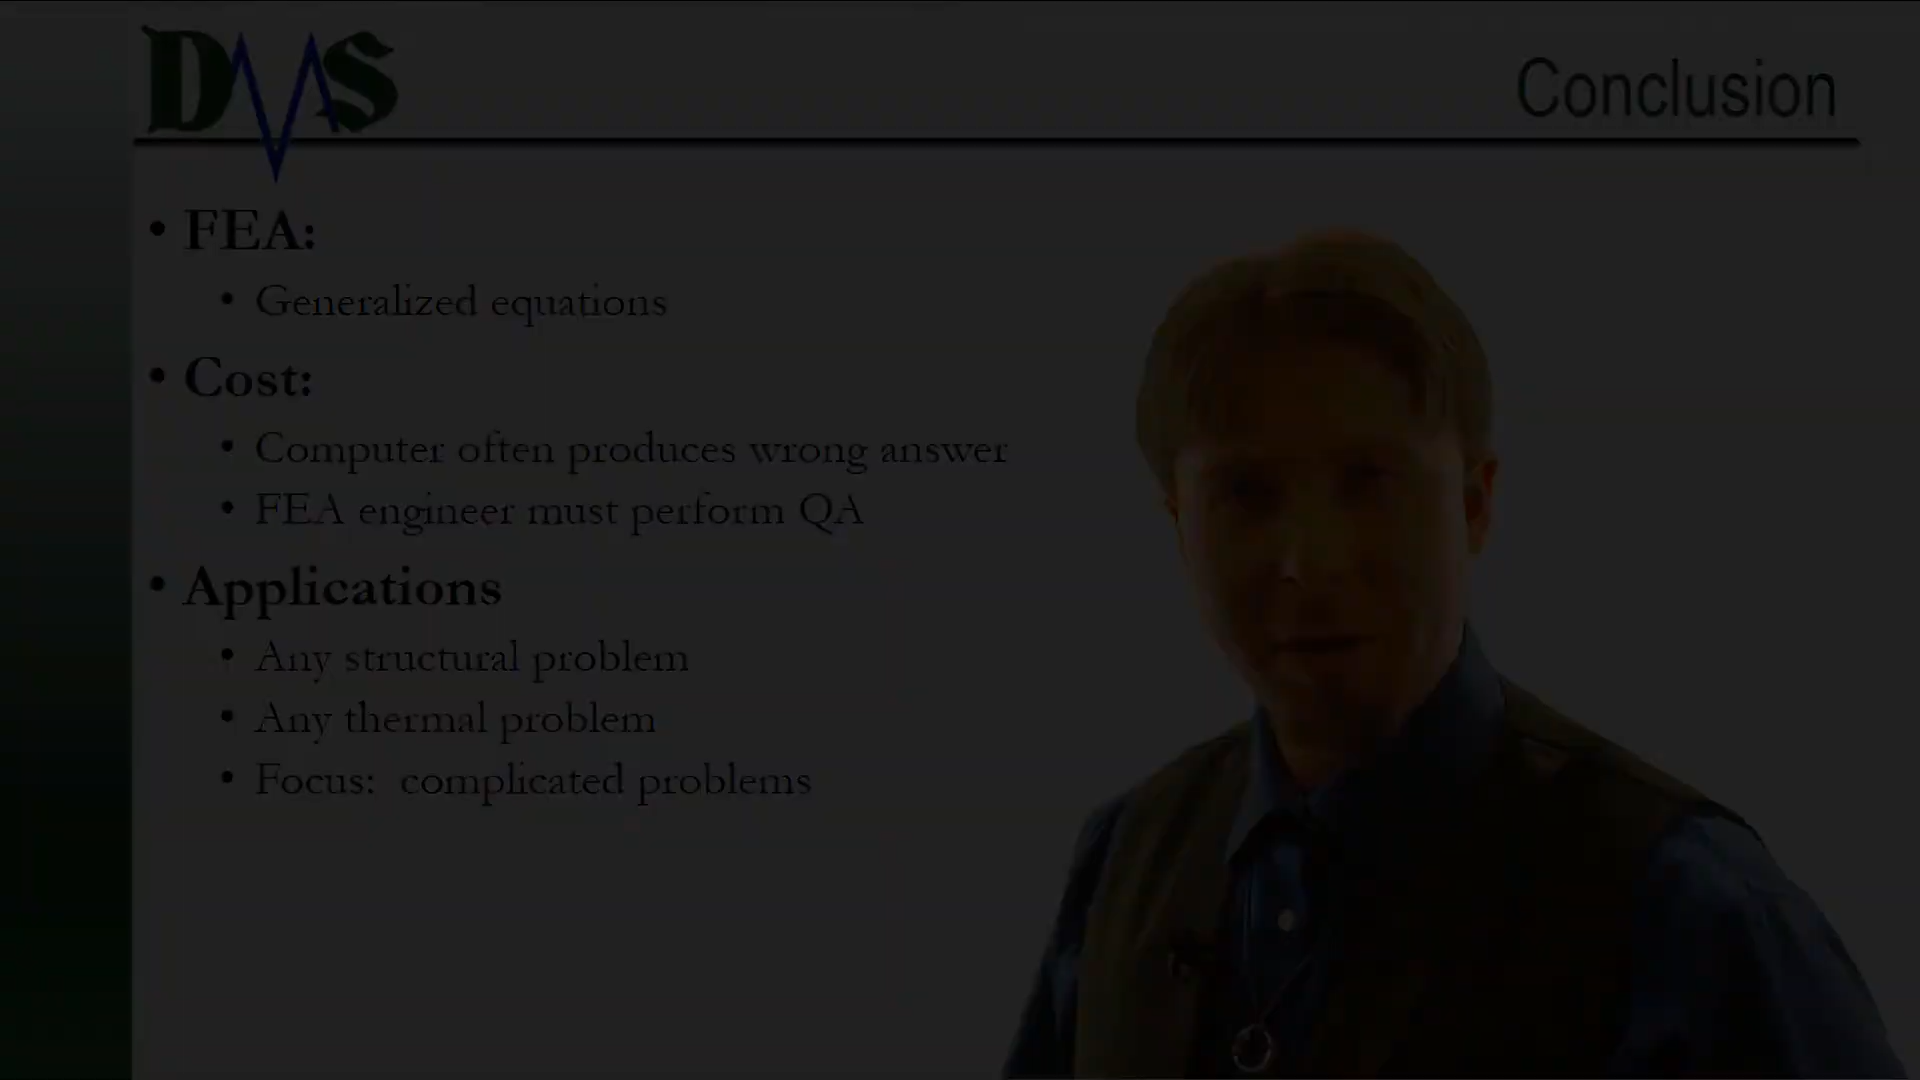 DVS
Conclusion
• FEA:
• Generalized equations
• Cost:
• Computer often produces wrong answer
• FEA engineer must perform QA
• Applications
• Any structural problem
• Any thermal problem
• Focus: complicated problems